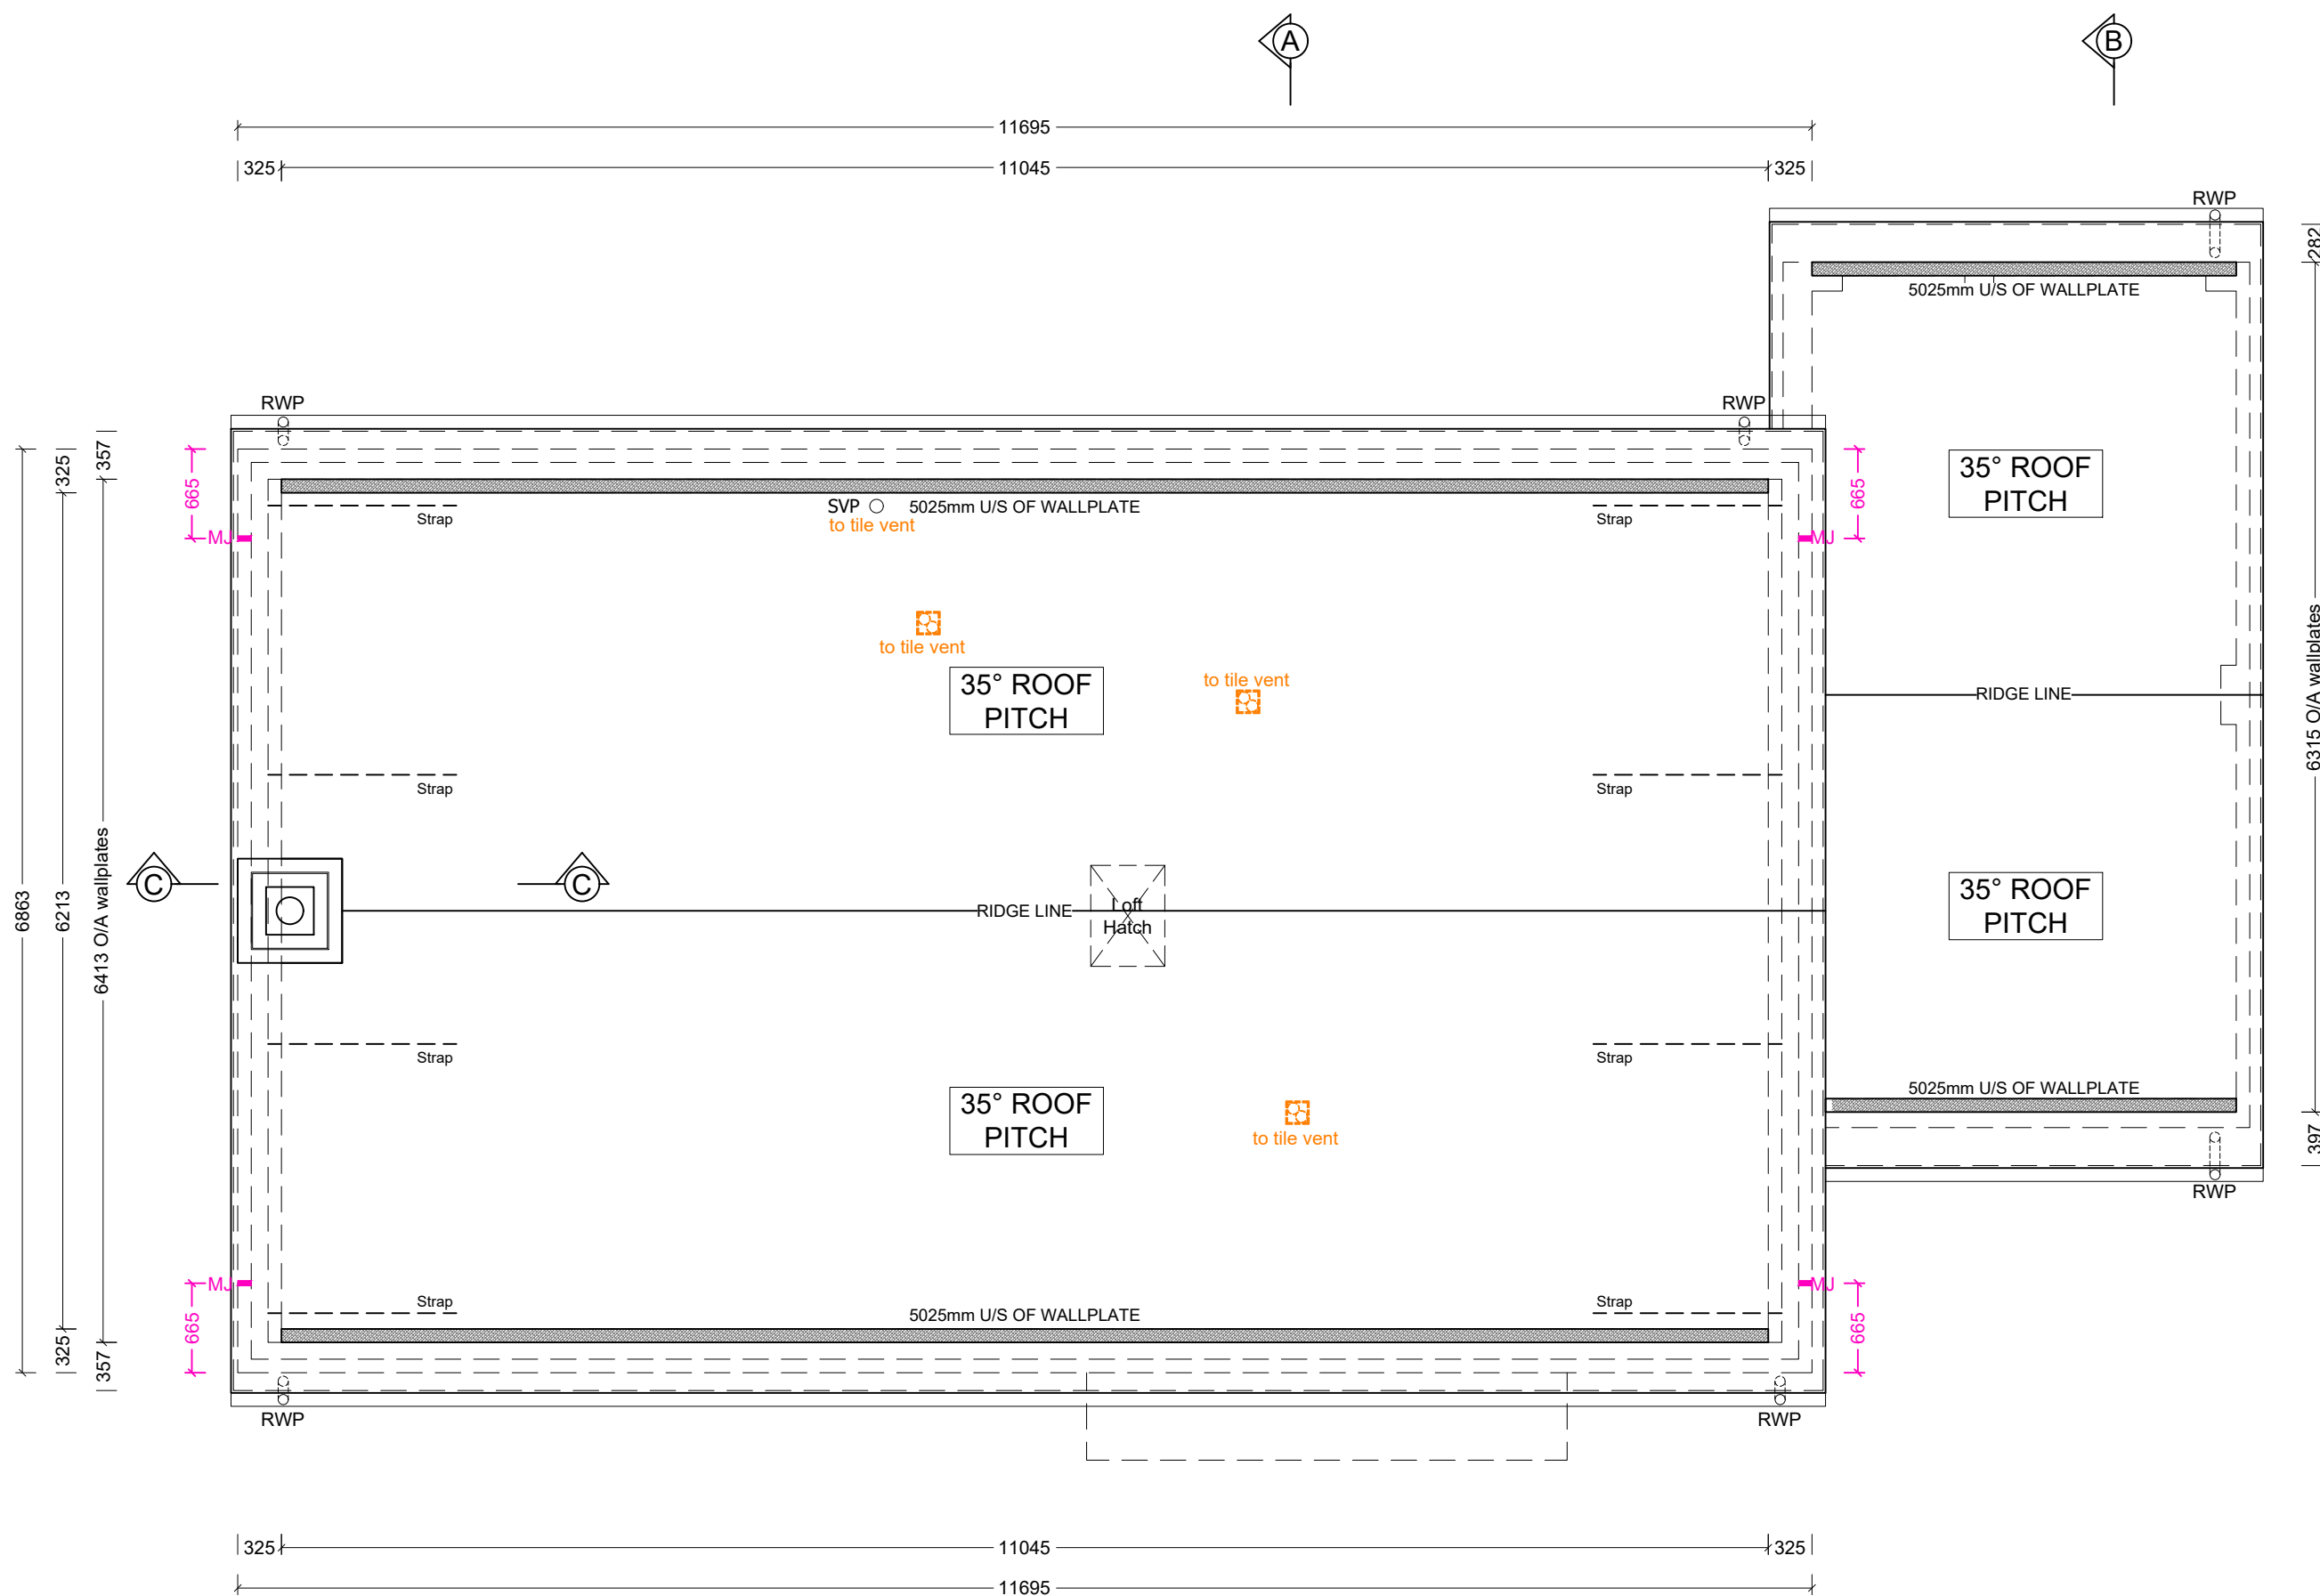 A
B
11695
325
11045
325
RWP
282
5025mm U/S OF WALLPLATE
RWP
RWP
357
325
665
665
35° ROOF
PITCH
SVP
5025mm U/S OF WALLPLATE
to tile vent
Strap
Strap
MJ
MJ
to tile vent
to tile vent
35° ROOF
PITCH
RIDGE LINE
6315 O/A wallplates
Strap
Strap
6863
6213
6413 O/A wallplates
C
C
RIDGE LINE
Loft
Hatch
35° ROOF
PITCH
Strap
Strap
35° ROOF
PITCH
to tile vent
5025mm U/S OF WALLPLATE
397
RWP
MJ
MJ
Strap
Strap
5025mm U/S OF WALLPLATE
665
665
325
357
RWP
RWP
325
11045
325
11695